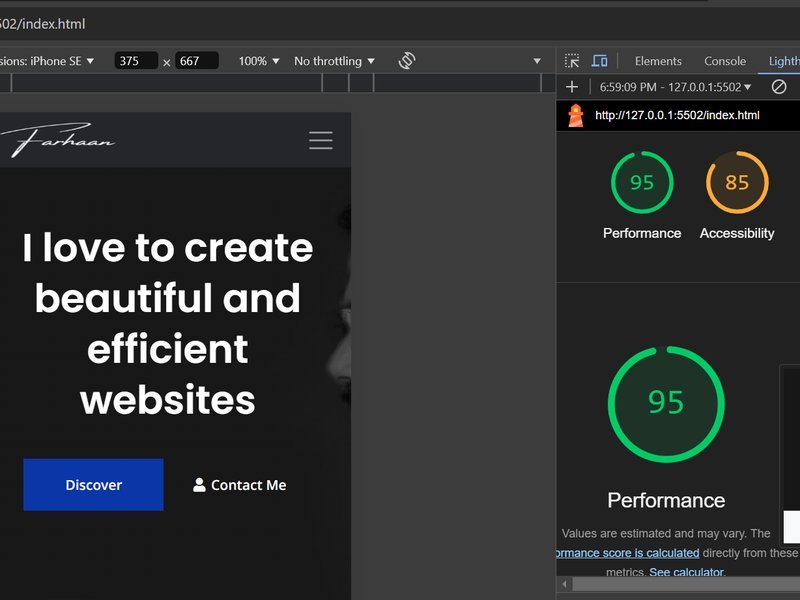 502/index.html
sions: iPhone SE 375 × 667 100% No throttling
Elements Console Lighth
6:59:09 PM - 127.0.0.1:5502
http://127.0.0.1:5502/index.html
Farhaan
95 85
Performance Accessibility
I love to create
beautiful and
efficient
websites
Discover Contact Me
95
Performance
Values are estimated and may vary. The
ormance score is calculated directly from these
metrics. See calculator.